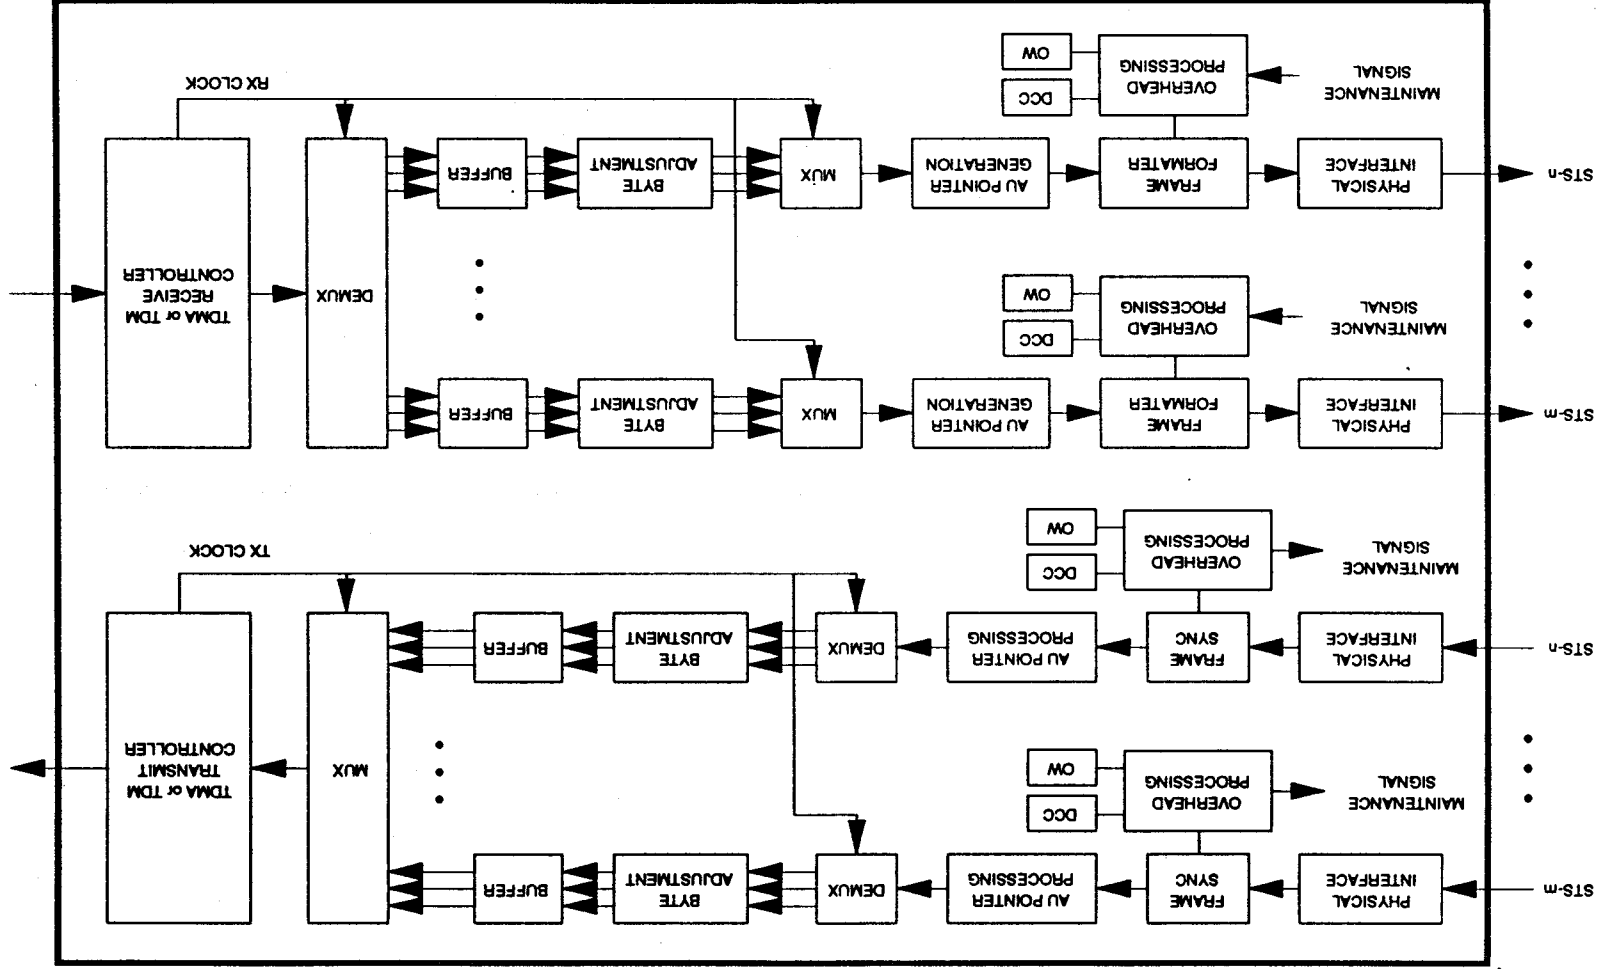 STS-m
PHYSICAL
INTERFACE
FRAME
SYNC
AU POINTER
PROCESSING
DEMUX
BYTE
ADJUSTMENT
BUFFER
MAINTENANCE
SIGNAL
OVERHEAD
PROCESSING
DCC
OW
MUX
TDMA or TDM
TRANSMIT
CONTROLLER
STS-n
PHYSICAL
INTERFACE
FRAME
SYNC
AU POINTER
PROCESSING
DEMUX
BYTE
ADJUSTMENT
BUFFER
MAINTENANCE
SIGNAL
OVERHEAD
PROCESSING
DCC
OW
TX CLOCK
STS-m
PHYSICAL
INTERFACE
FRAME
FORMATER
AU POINTER
GENERATION
MUX
BYTE
ADJUSTMENT
BUFFER
MAINTENANCE
SIGNAL
OVERHEAD
PROCESSING
DCC
OW
DEMUX
TDMA or TDM
RECEIVE
CONTROLLER
STS-n
PHYSICAL
INTERFACE
FRAME
FORMATER
AU POINTER
GENERATION
MUX
BYTE
ADJUSTMENT
BUFFER
MAINTENANCE
SIGNAL
OVERHEAD
PROCESSING
DCC
OW
RX CLOCK